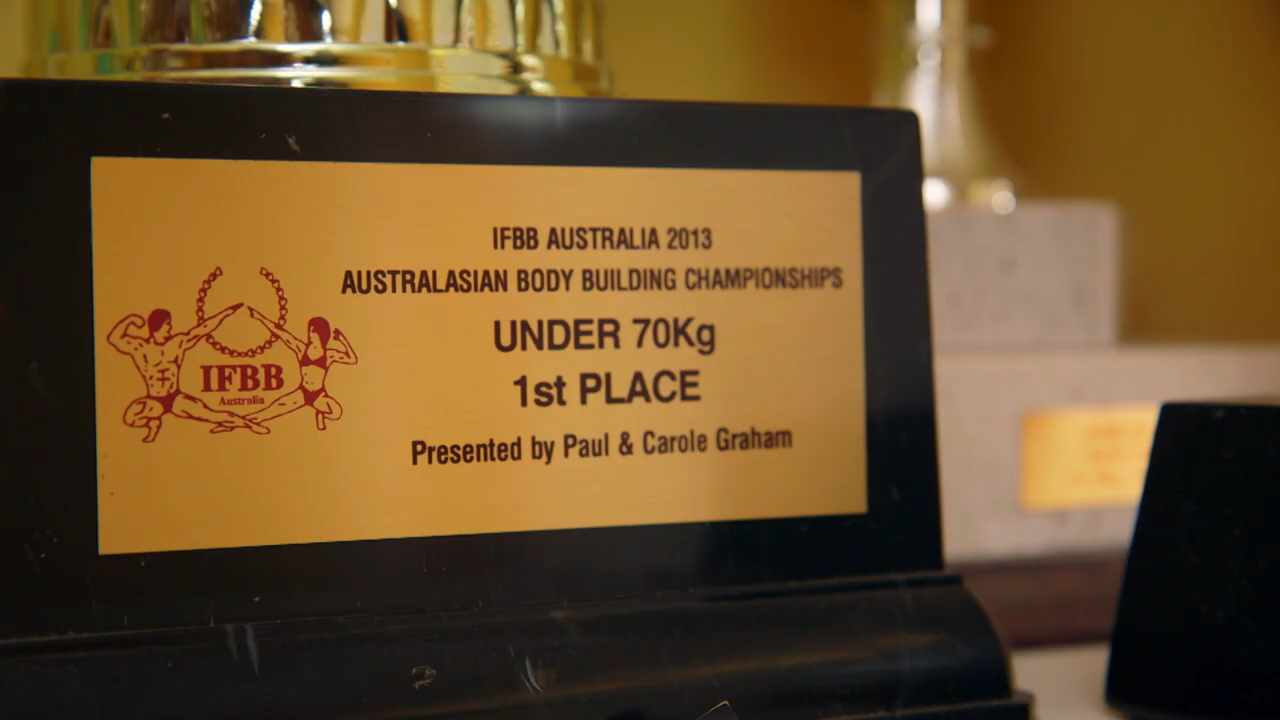 IFBB AUSTRALIA 2013
AUSTRALASIAN BODY BUILDING CHAMPIONSHIPS
UNDER 70Kg
1st PLACE
Presented by Paul & Carole Graham
IFBB
Australia